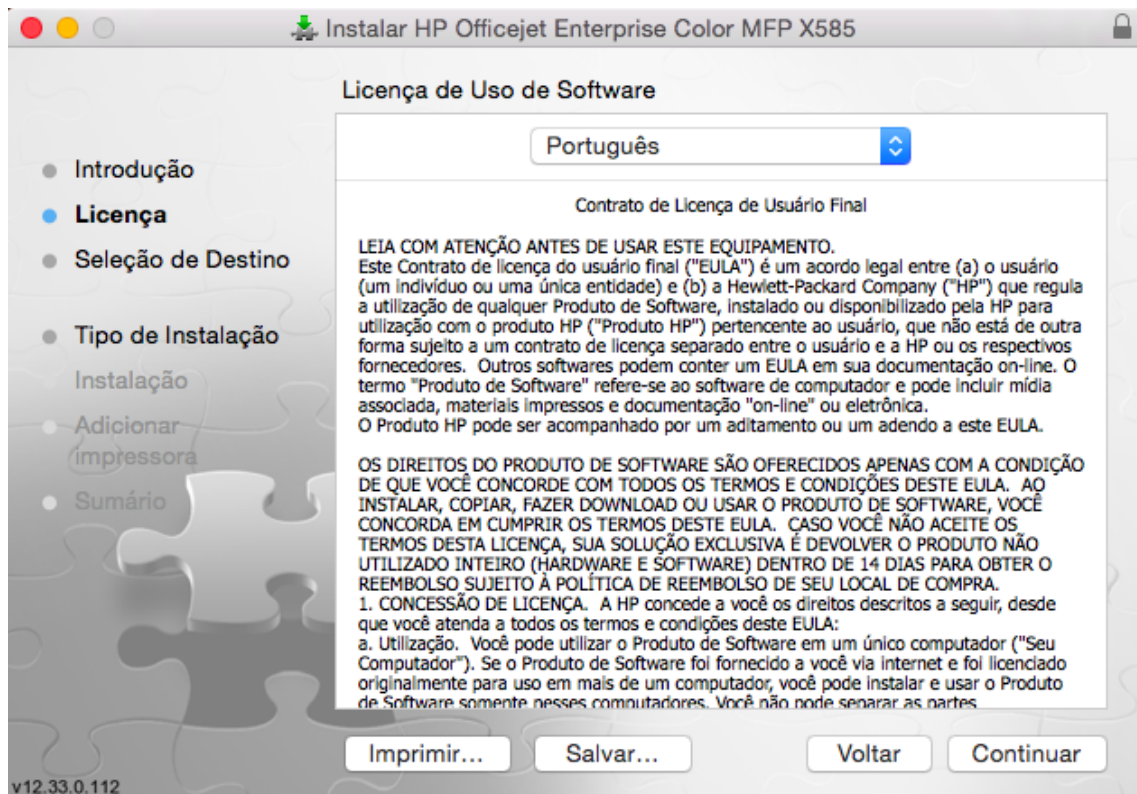 Instalar HP Officejet Enterprise Color MFP X585
Licença de Uso de Software
Introdução
Licença
Seleção de Destino
Tipo de Instalação
Instalação
Adicionar
impressora
Sumário
Português
Contrato de Licença de Usuário Final
LEIA COM ATENÇÃO ANTES DE USAR ESTE EQUIPAMENTO.
Este Contrato de licença do usuário final ("EULA") é um acordo legal entre (a) o usuário
(um indivíduo ou uma única entidade) e (b) a Hewlett-Packard Company ("HP") que regula
a utilização de qualquer Produto de Software, instalado ou disponibilizado pela HP para
utilização com o produto HP ("Produto HP") pertencente ao usuário, que não está de outra
forma sujeito a um contrato de licença separado entre o usuário e a HP ou os respectivos
fornecedores.  Outros softwares podem conter um EULA em sua documentação on-line. O
termo "Produto de Software" refere-se ao software de computador e pode incluir mídia
associada, materiais impressos e documentação "on-line" ou eletrônica.
O Produto HP pode ser acompanhado por um aditamento ou um adendo a este EULA.
OS DIREITOS DO PRODUTO DE SOFTWARE SÃO OFERECIDOS APENAS COM A CONDIÇÃO
DE QUE VOCÊ CONCORDE COM TODOS OS TERMOS E CONDIÇÕES DESTE EULA.  AO
INSTALAR, COPIAR, FAZER DOWNLOAD OU USAR O PRODUTO DE SOFTWARE, VOCÊ
CONCORDA EM CUMPRIR OS TERMOS DESTE EULA.  CASO VOCÊ NÃO ACEITE OS
TERMOS DESTA LICENÇA, SUA SOLUÇÃO EXCLUSIVA É DEVOLVER O PRODUTO NÃO
UTILIZADO INTEIRO (HARDWARE E SOFTWARE) DENTRO DE 14 DIAS PARA OBTER O
REEMBOLSO SUJEITO À POLÍTICA DE REEMBOLSO DE SEU LOCAL DE COMPRA.
1. CONCESSÃO DE LICENÇA.  A HP concede a você os direitos descritos a seguir, desde
que você atenda a todos os termos e condições deste EULA:
a. Utilização.  Você pode utilizar o Produto de Software em um único computador ("Seu
Computador"). Se o Produto de Software foi fornecido a você via internet e foi licenciado
originalmente para uso em mais de um computador, você pode instalar e usar o Produto
de Software somente nesses computadores. Você não pode separar as partes
Imprimir...
Salvar...
Voltar
Continuar
v12.33.0.112